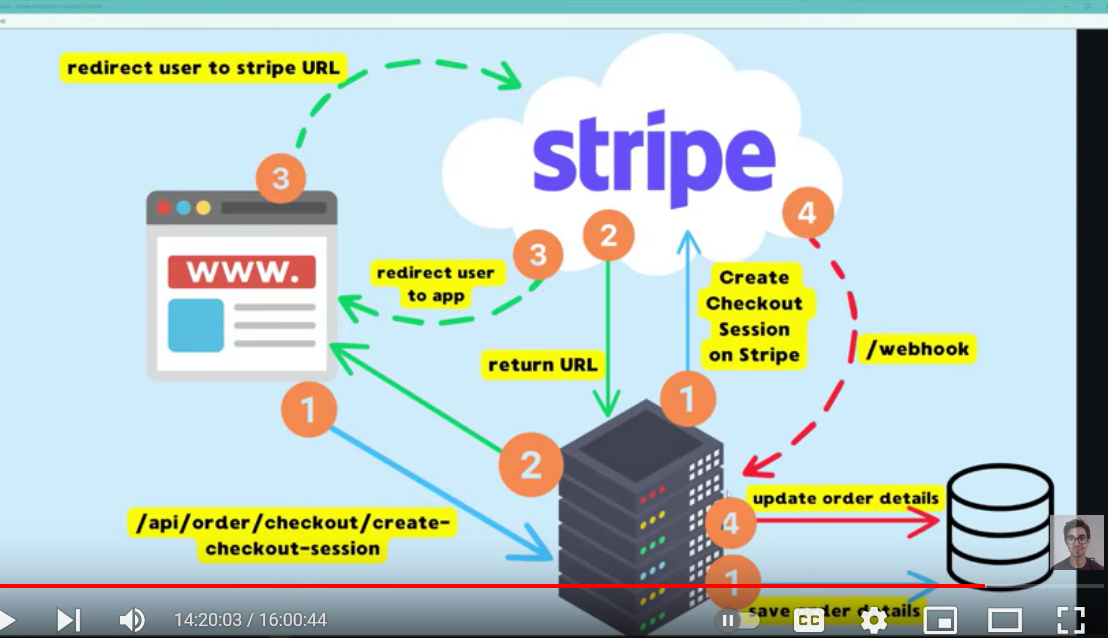 redirect user to stripe URL
stripe
3
4
2
3
WWW.
redirect user
to app
Create
Checkout
Session
on Stripe
/webhook
return URL
1
1
2
update order details
4
/api/order/checkout/create-
checkout-session
1
save order details
14:20:03 / 16:00:44
CC